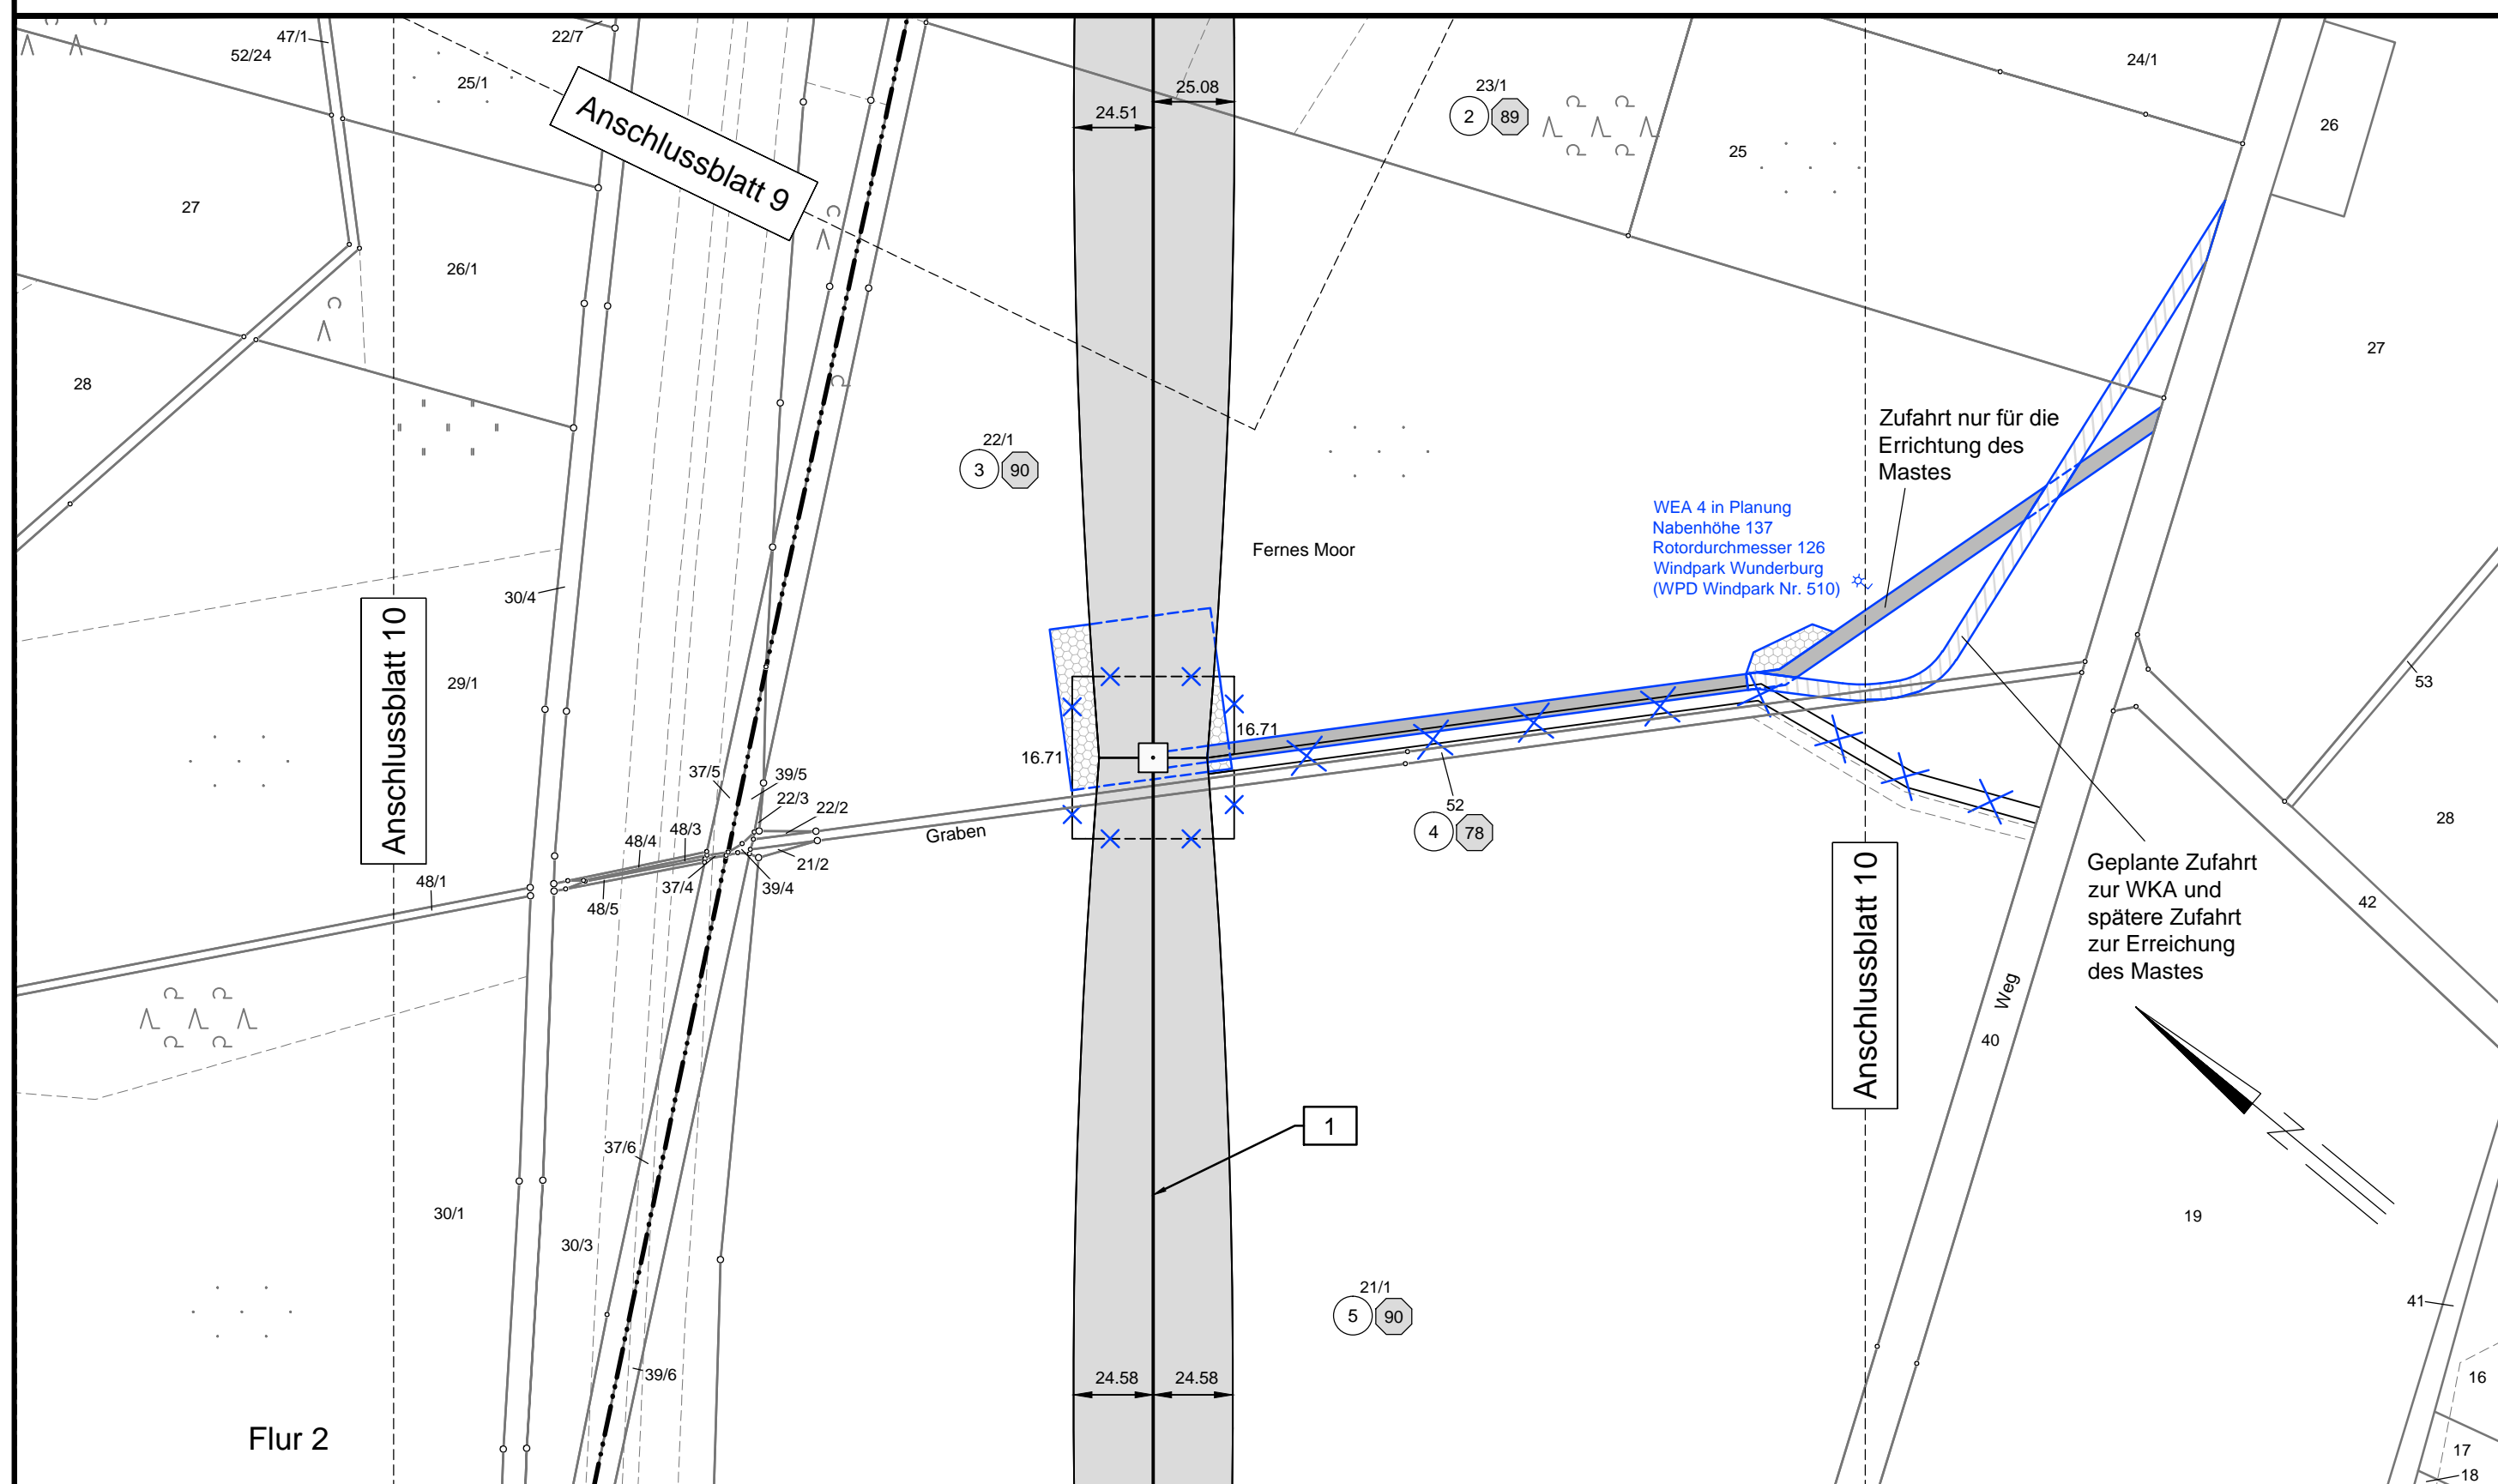 47/1
52/24
22/7
25/1
Anschlussblatt 9
24.51
25.08
23/1
2
89
24/1
25
26
27
26/1
28
27
22/1
3
90
Zufahrt nur für die
Errichtung des
Mastes
WEA 4 in Planung
Nabenhöhe 137
Rotordurchmesser 126
Windpark Wunderburg
(WPD Windpark Nr. 510)
Fernes Moor
30/4
Anschlussblatt 10
29/1
53
16.71
16.71
37/5
39/5
22/3
22/2
48/3
48/4
Graben
21/2
39/4
37/4
48/5
48/1
52
4
78
28
Anschlussblatt 10
Geplante Zufahrt
zur WKA und
spätere Zufahrt
zur Erreichung
des Mastes
42
Weg
40
N
1
37/6
30/1
30/3
19
21/1
5
90
41
39/6
24.58
24.58
16
Flur 2
17
18